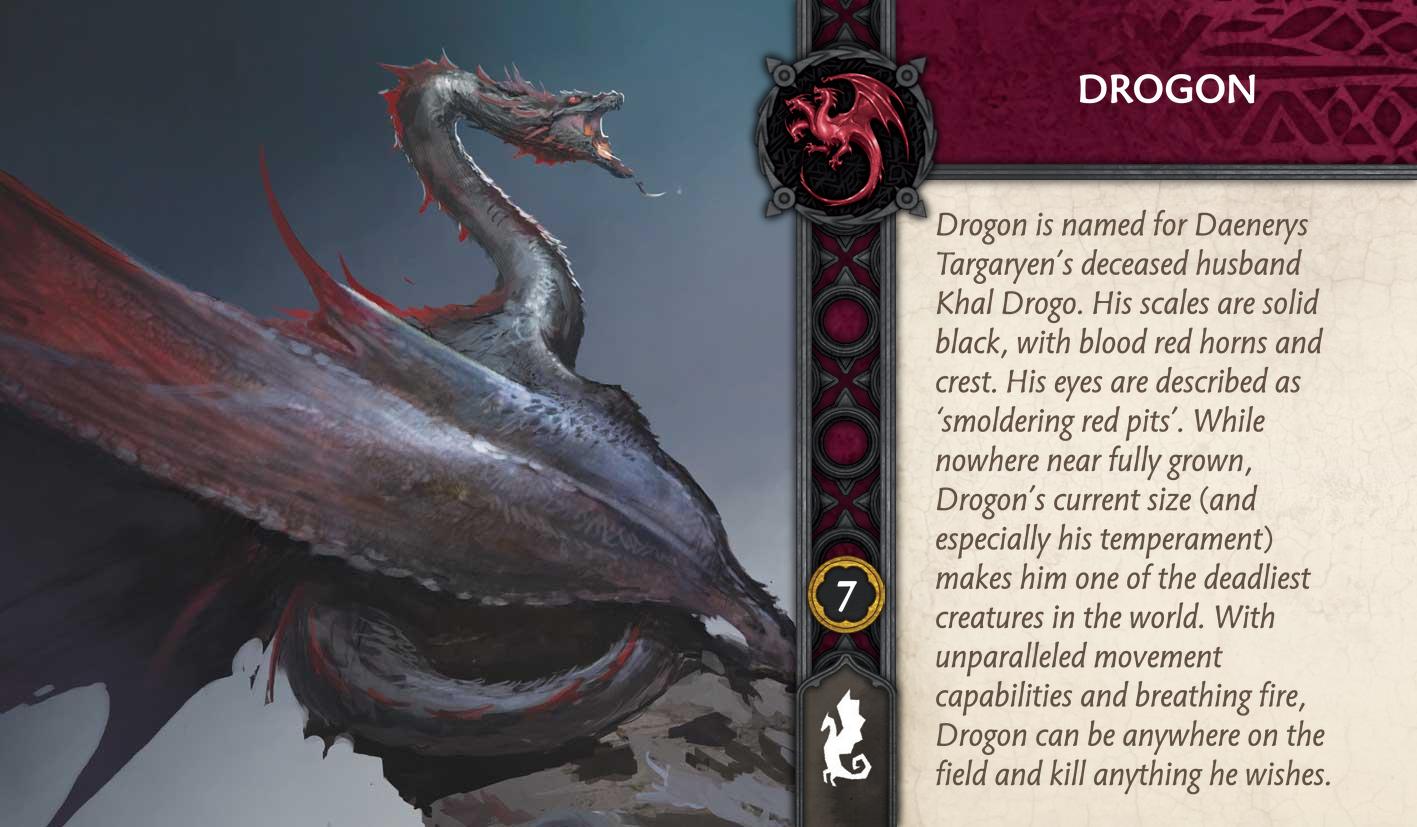 DROGON
Drogon is named for Daenerys
Targaryen's deceased husband
Khal Drogo. His scales are solid
black, with blood red horns and
crest. His eyes are described as
‘smoldering red pits’. While
nowhere near fully grown,
Drogon's current size (and
especially his temperament)
makes him one of the deadliest
creatures in the world. With
unparalleled movement
capabilities and breathing fire,
Drogon can be anywhere on the
field and kill anything he wishes.
7